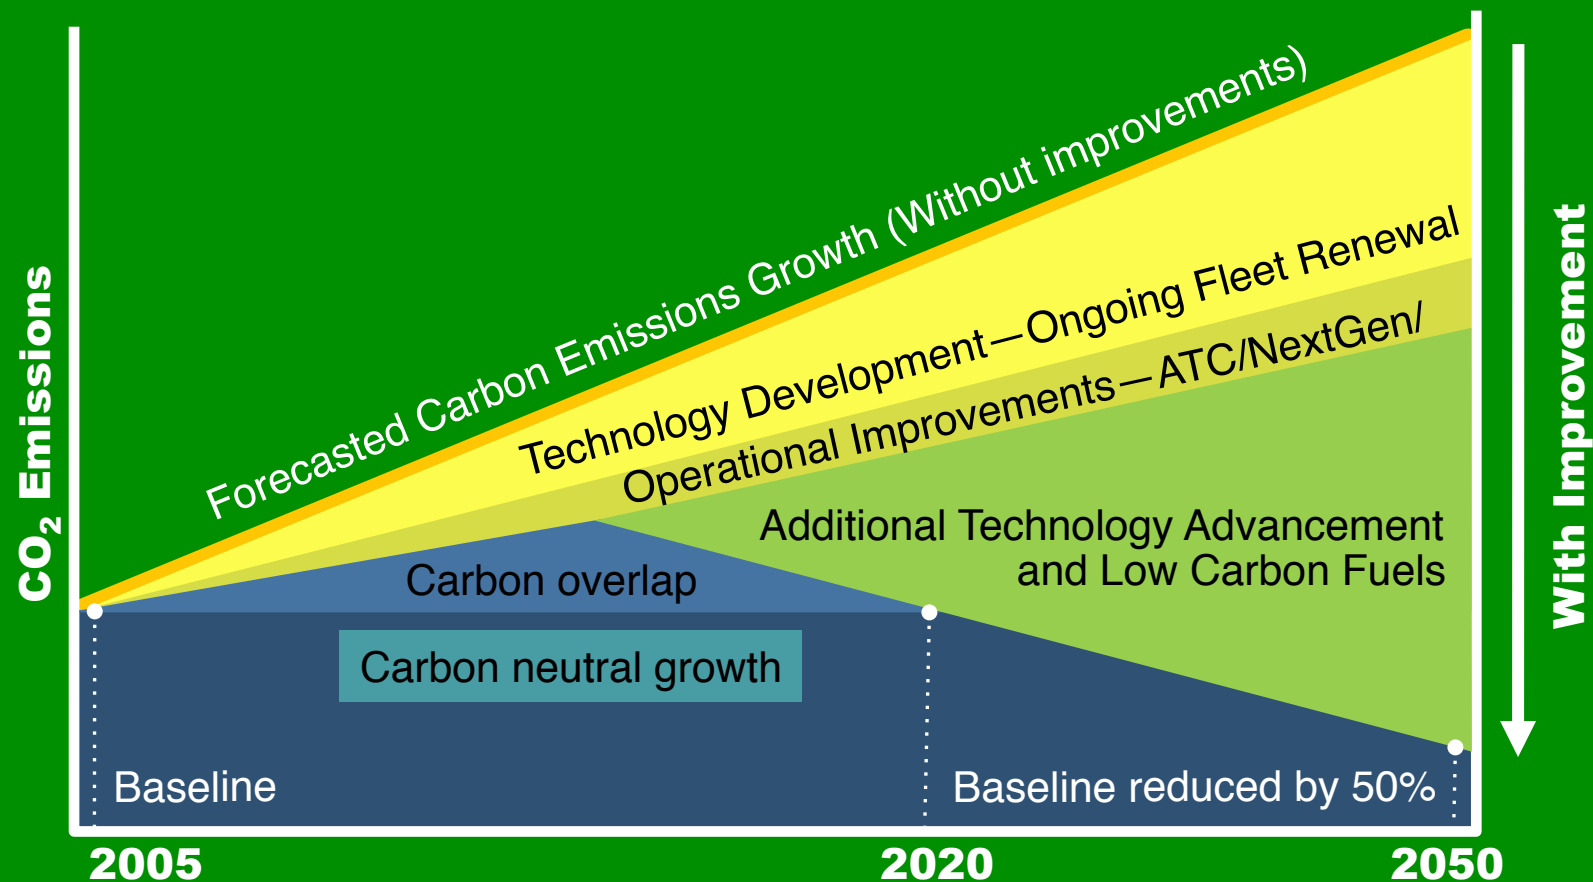 CO₂ Emissions
Forecasted Carbon Emissions Growth (Without improvements)
Technology Development—Ongoing Fleet Renewal
Operational Improvements—ATC/NextGen/
Additional Technology Advancement
and Low Carbon Fuels
Carbon overlap
Carbon neutral growth
Baseline
Baseline reduced by 50%
With Improvement
2005
2020
2050